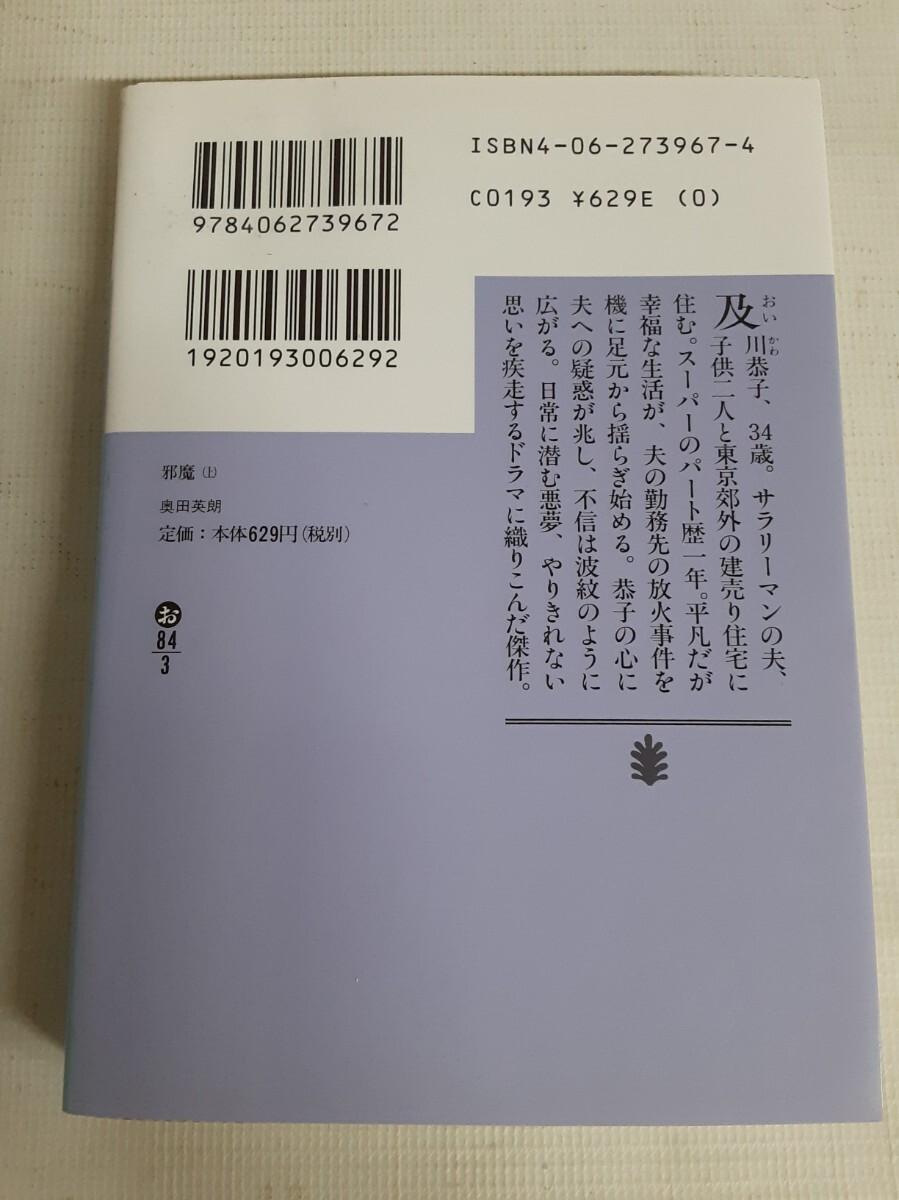 ISBN4-06-273967-4
C0193 ¥629E (0)
9784062739672
1920193006292
及川恭子、34歳。サラリーマンの夫、
おい かわ
子供二人と東京郊外の建売り住宅に
住む。スーパーのパート歴一年。平凡だが
幸福な生活が、夫の勤務先の放火事件を
機に足元から揺らぎ始める。恭子の心に
夫への疑惑が兆し、不信は波紋のように
広がる。日常に潜む悪夢、やりきれない
思いを疾走するドラマに織りこんだ傑作。
邪魔(上)
奥田英朗
定価:本体629円(税別)
お
84
3